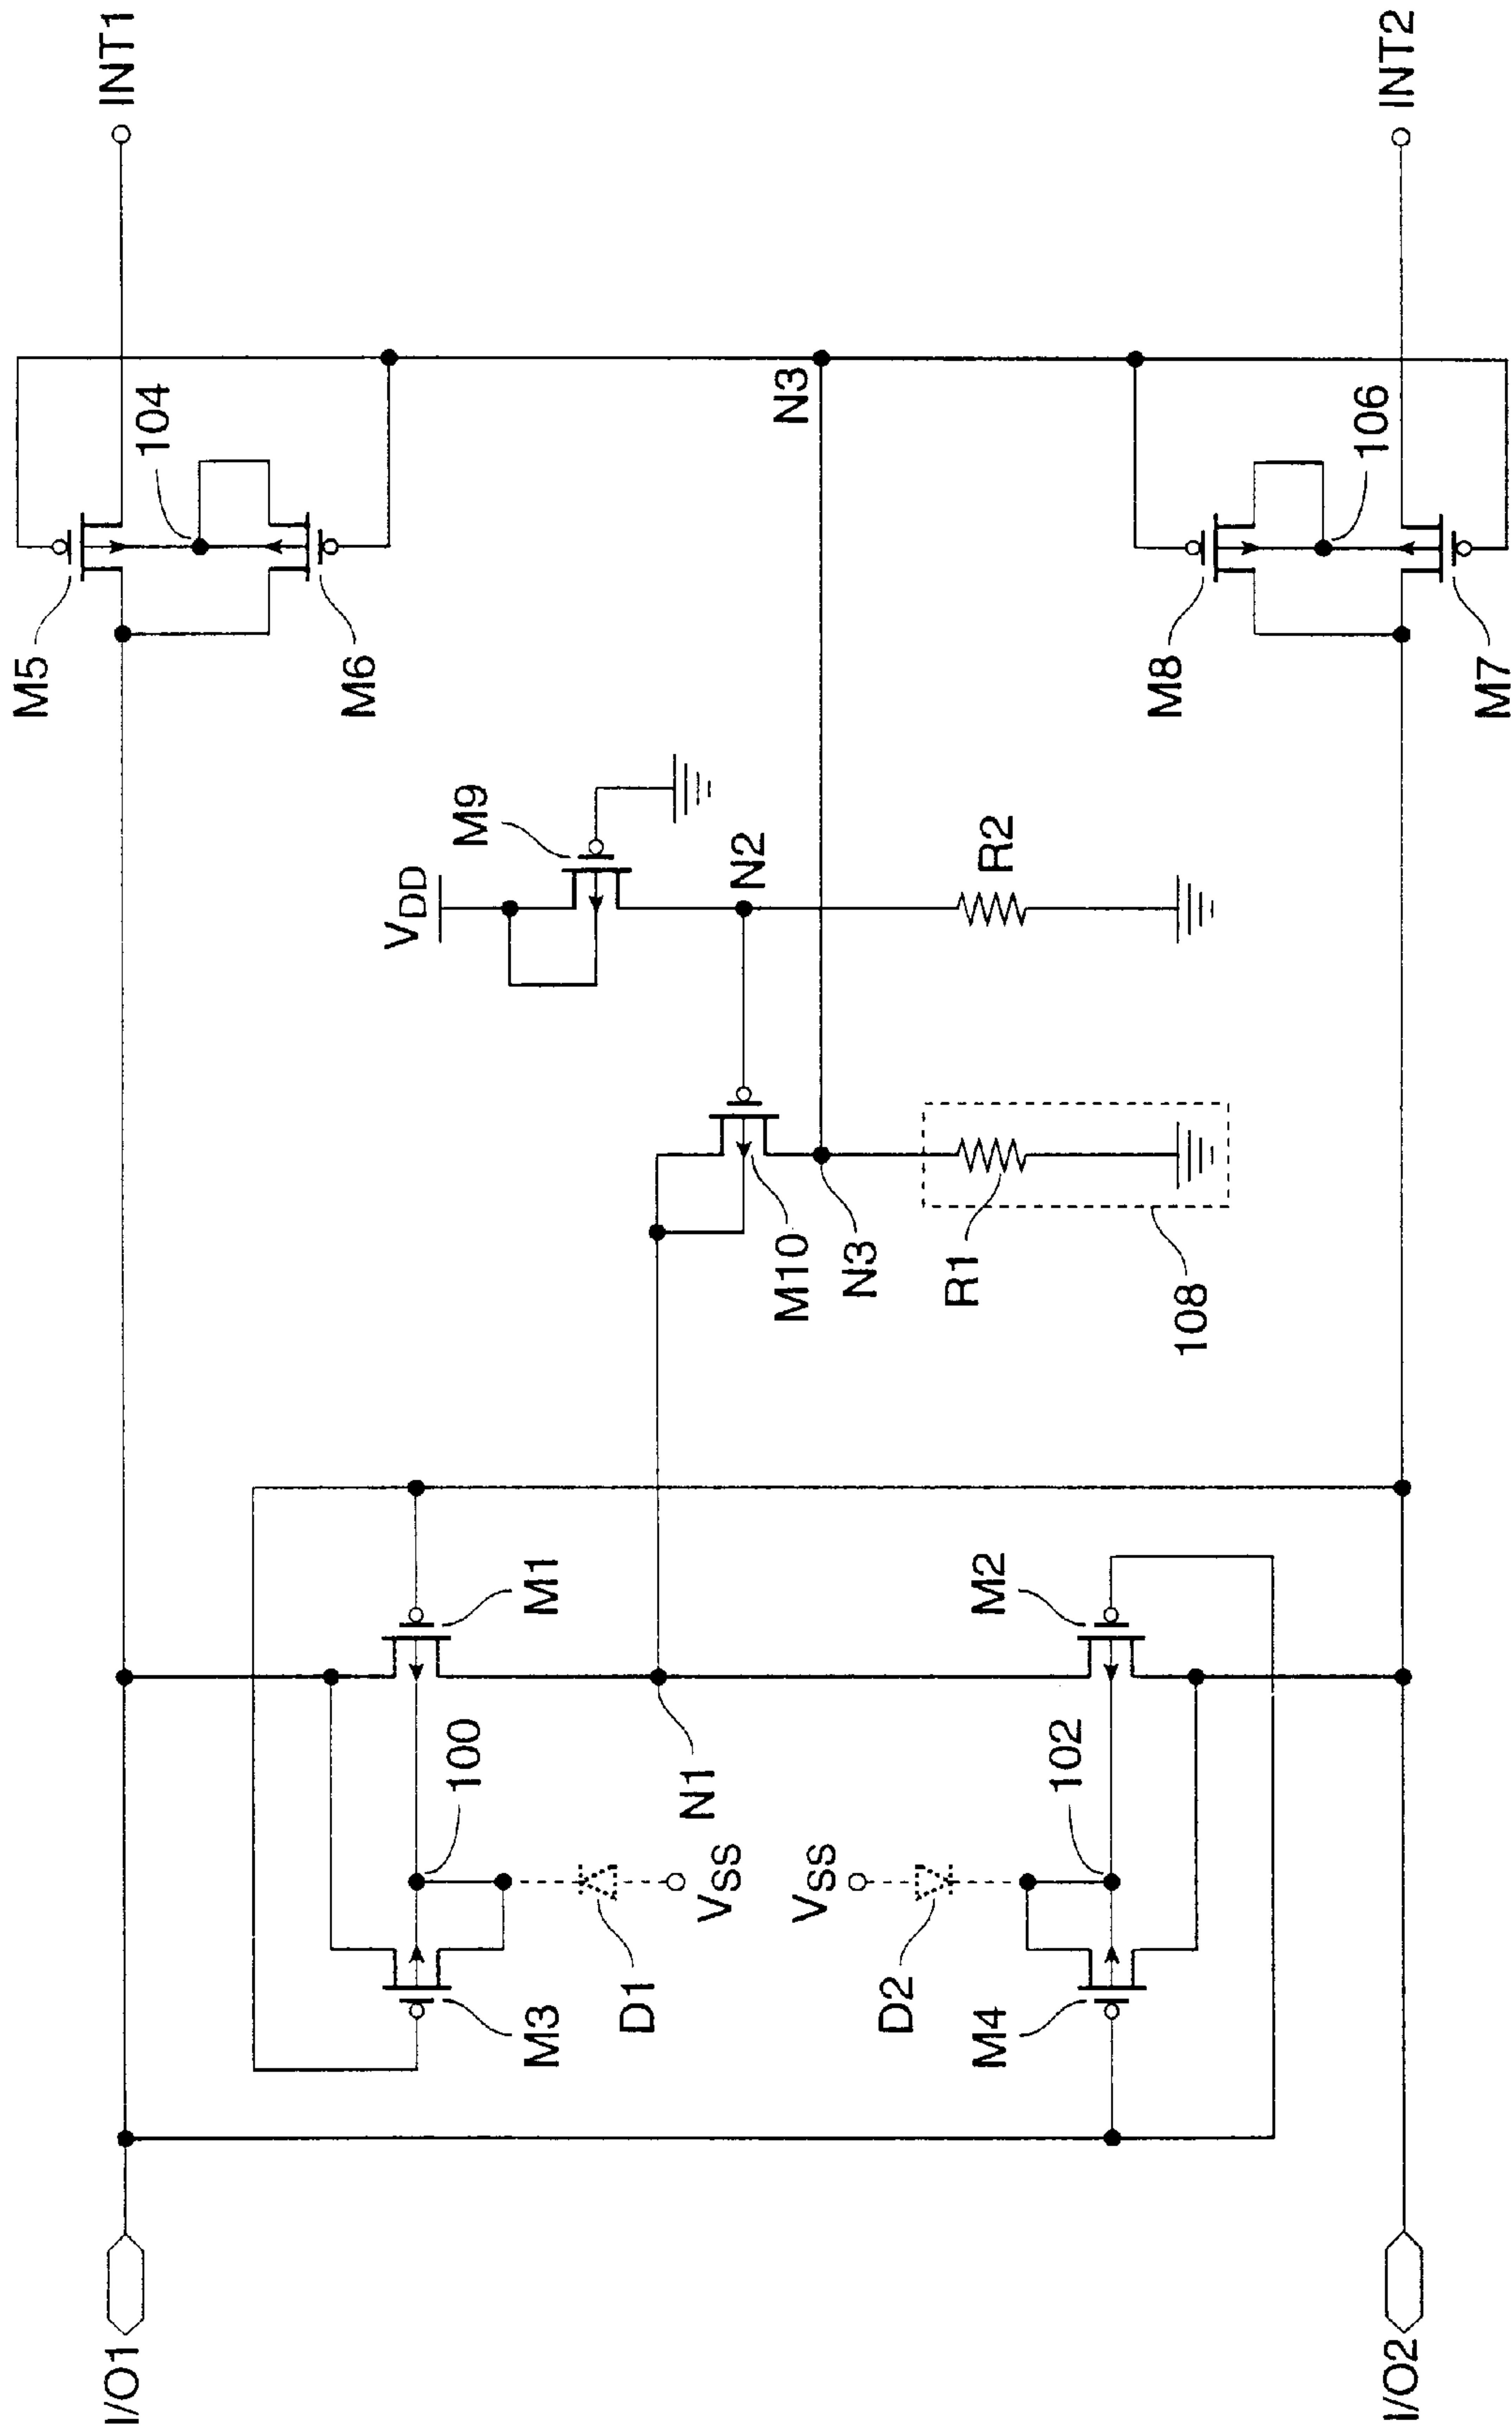 INT1
INT2
104
N3
106
M5
M6
M8
M7
M9
VDD
N2
R2
M10
N3
R1
108
M1
M2
100
N1
102
VSS
VSS
M3
D1
D2
M4
I/O1
I/O2